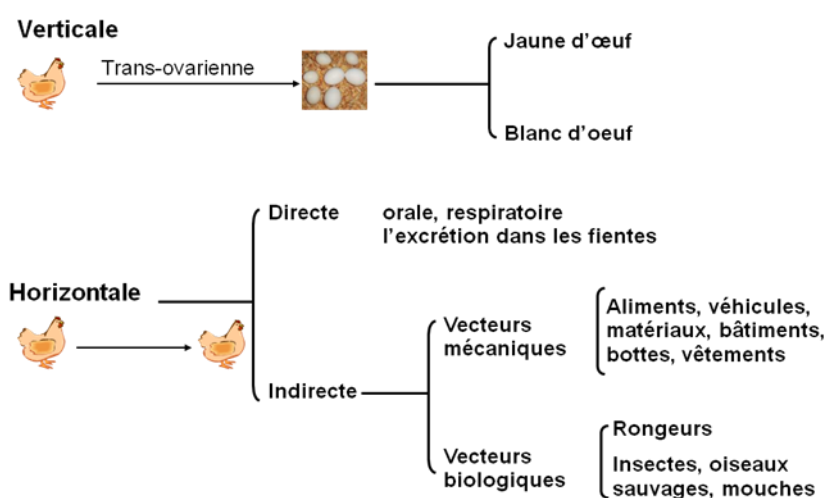 Verticale
Trans-ovarienne
Jaune d'œuf
Blanc d'oeuf
Horizontale
Directe
orale, respiratoire
l'excrétion dans les fientes
Indirecte
Vecteurs
mécaniques
Aliments, véhicules,
matériaux, bâtiments,
bottes, vêtements
Vecteurs
biologiques
Rongeurs
Insectes, oiseaux
sauvages, mouches